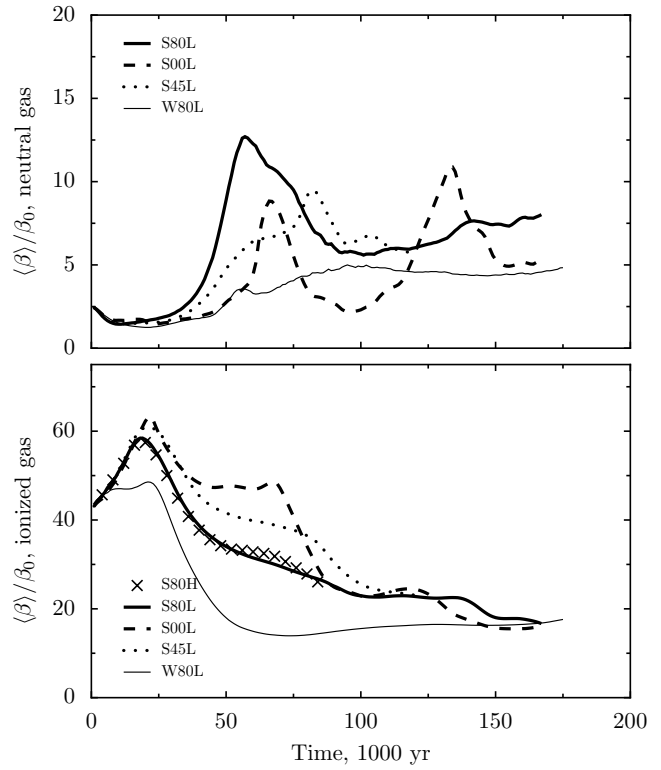 20
15
10
5
0
⟨β⟩/β₀, neutral gas
S80L
S00L
S45L
W80L
60
40
20
0
⟨β⟩/β₀, ionized gas
S80H
S80L
S00L
S45L
W80L
0 50 100 150 200
Time, 1000 yr